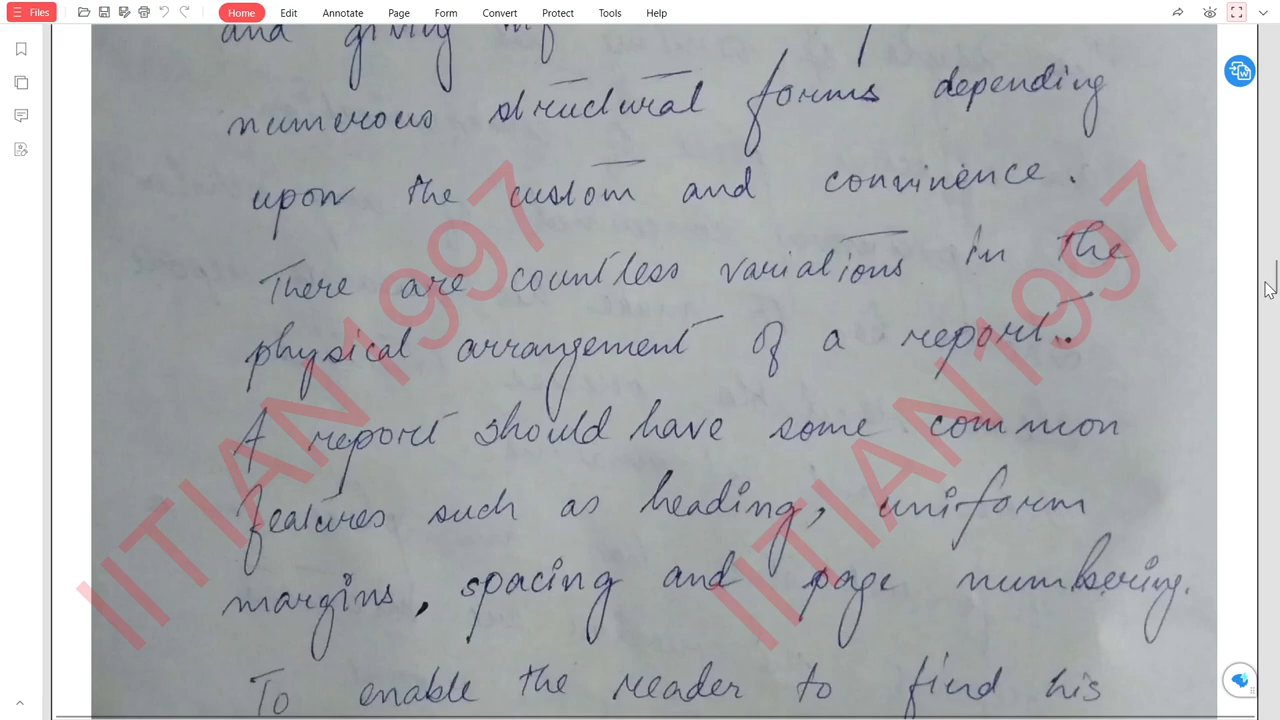 Files
Home
Edit
Annotate
Page
Form
Convert
Protect
Tools
Help
and giving
numerous structural forms depending
upon the custom and convinence.
There are countless variations in the
physical arrangement of a report..
A report should have some common
features such as heading, uniform
margins, spacing and page numbering.
To enable the reader to find his
IITIAN1997
IITIAN1997